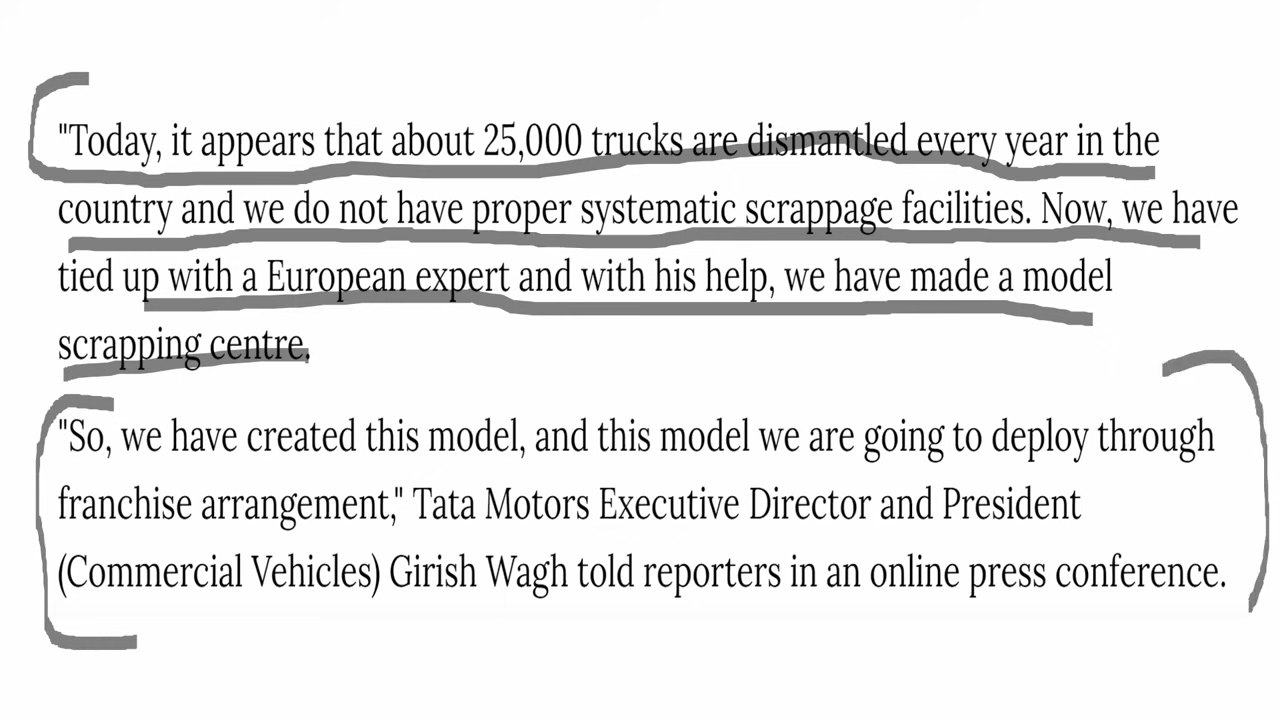 "Today, it appears that about 25,000 trucks are dismantled every year in the
country and we do not have proper systematic scrappage facilities. Now, we have
tied up with a European expert and with his help, we have made a model
scrapping centre.
"So, we have created this model, and this model we are going to deploy through
franchise arrangement," Tata Motors Executive Director and President
(Commercial Vehicles) Girish Wagh told reporters in an online press conference.